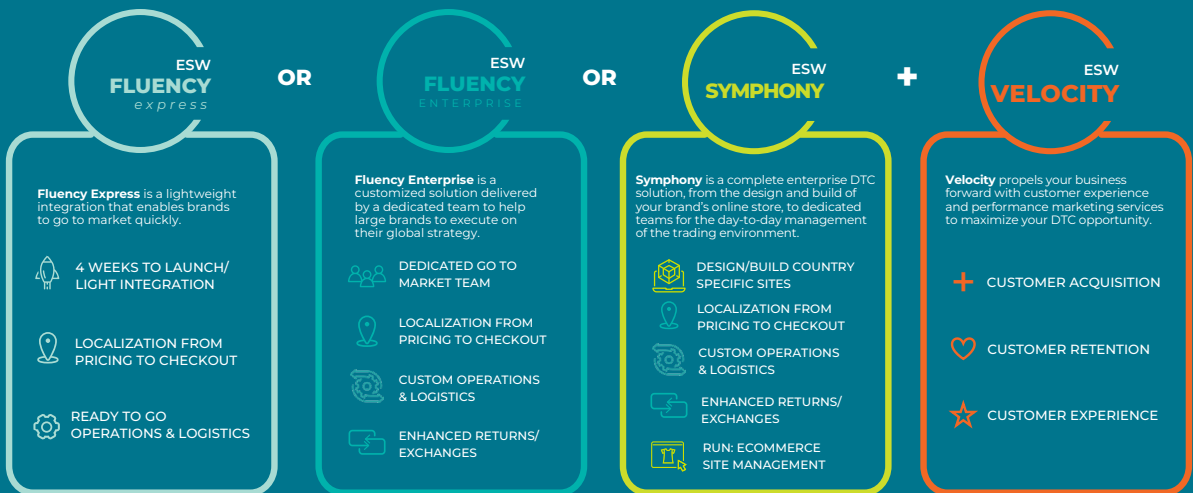 ESW
FLUENCY
express
OR
ESW
FLUENCY
ENTERPRISE
OR
ESW
SYMPHONY
+
ESW
VELOCITY
Fluency Express is a lightweight
integration that enables brands
to go to market quickly.
4 WEEKS TO LAUNCH/
LIGHT INTEGRATION
LOCALIZATION FROM
PRICING TO CHECKOUT
READY TO GO
OPERATIONS & LOGISTICS
Fluency Enterprise is a
customized solution delivered
by a dedicated team to help
large brands to execute on
their global strategy.
DEDICATED GO TO
MARKET TEAM
LOCALIZATION FROM
PRICING TO CHECKOUT
CUSTOM OPERATIONS
& LOGISTICS
ENHANCED RETURNS/
EXCHANGES
Symphony is a complete enterprise DTC
solution, from the design and build of
your brand's online store, to dedicated
teams for the day-to-day management
of the trading environment.
DESIGN/BUILD COUNTRY
SPECIFIC SITES
LOCALIZATION FROM
PRICING TO CHECKOUT
CUSTOM OPERATIONS
& LOGISTICS
ENHANCED RETURNS/
EXCHANGES
RUN: ECOMMERCE
SITE MANAGEMENT
Velocity propels your business
forward with customer experience
and performance marketing services
to maximize your DTC opportunity.
CUSTOMER ACQUISITION
CUSTOMER RETENTION
CUSTOMER EXPERIENCE